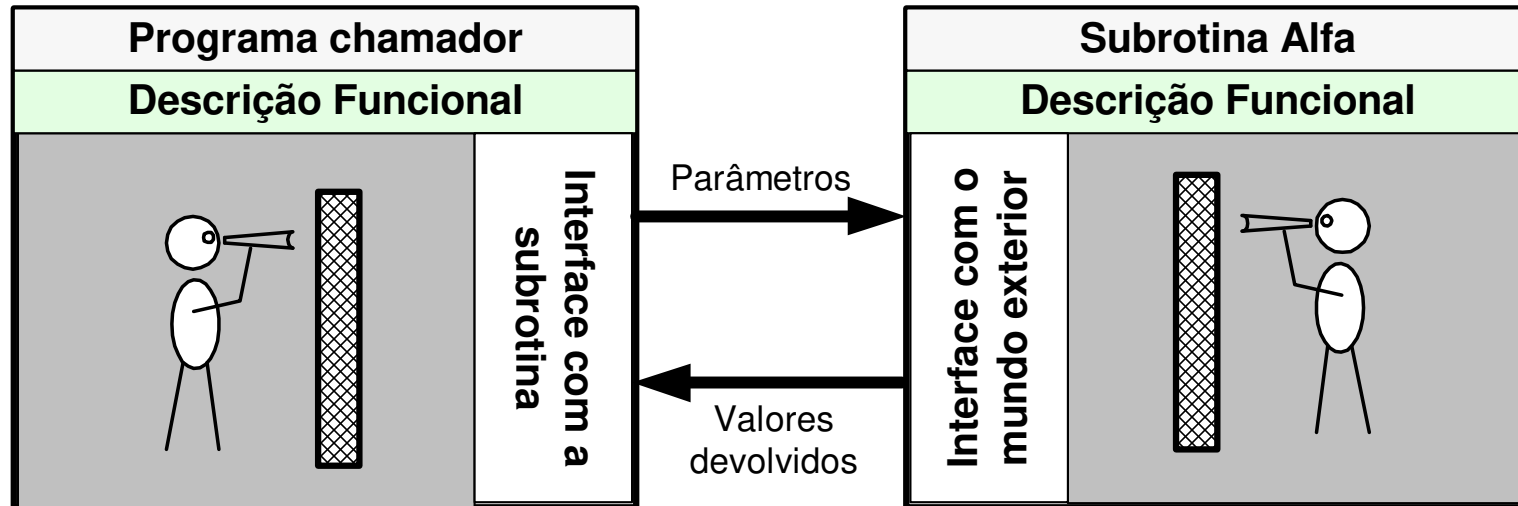 Programa chamador
Descrição Funcional
Interface com a
subrotina
Parâmetros
Valores
devolvidos
Subrotina Alfa
Descrição Funcional
Interface com o
mundo exterior